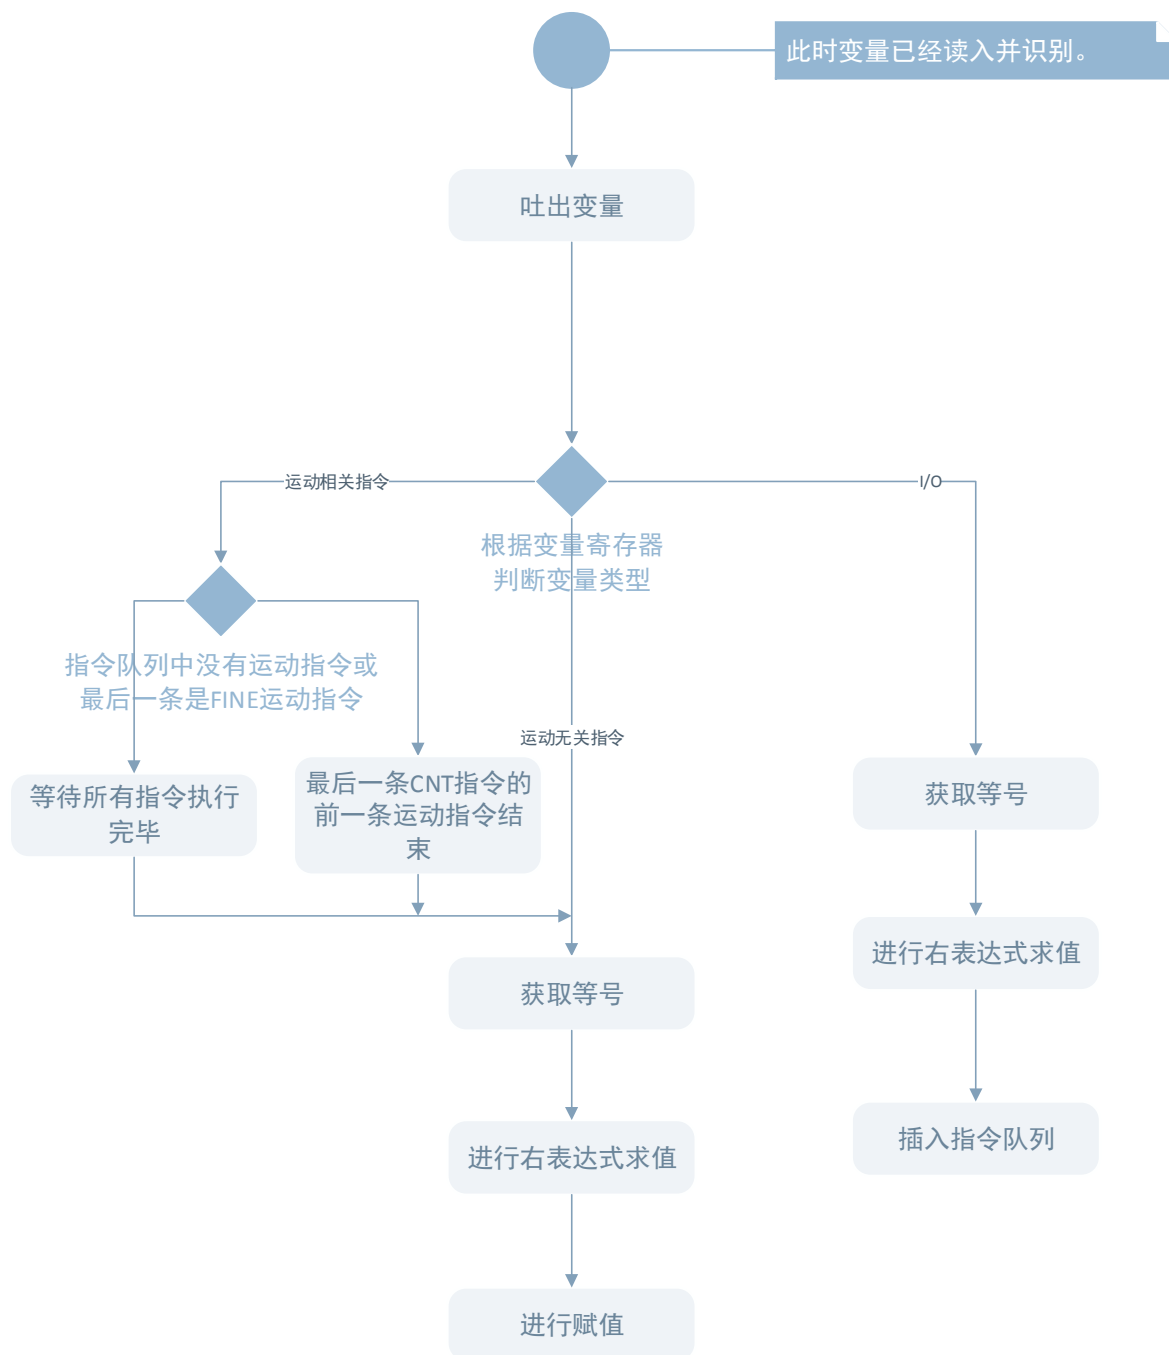 此时变量已经读入并识别。
吐出变量
运动相关指令
I/O
根据变量寄存器
判断变量类型
指令队列中没有运动指令或
最后一条是FINE运动指令
运动无关指令
等待所有指令执行
完毕
最后一条CNT指令的
前一条运动指令结
束
获取等号
进行右表达式求值
获取等号
插入指令队列
进行右表达式求值
进行赋值